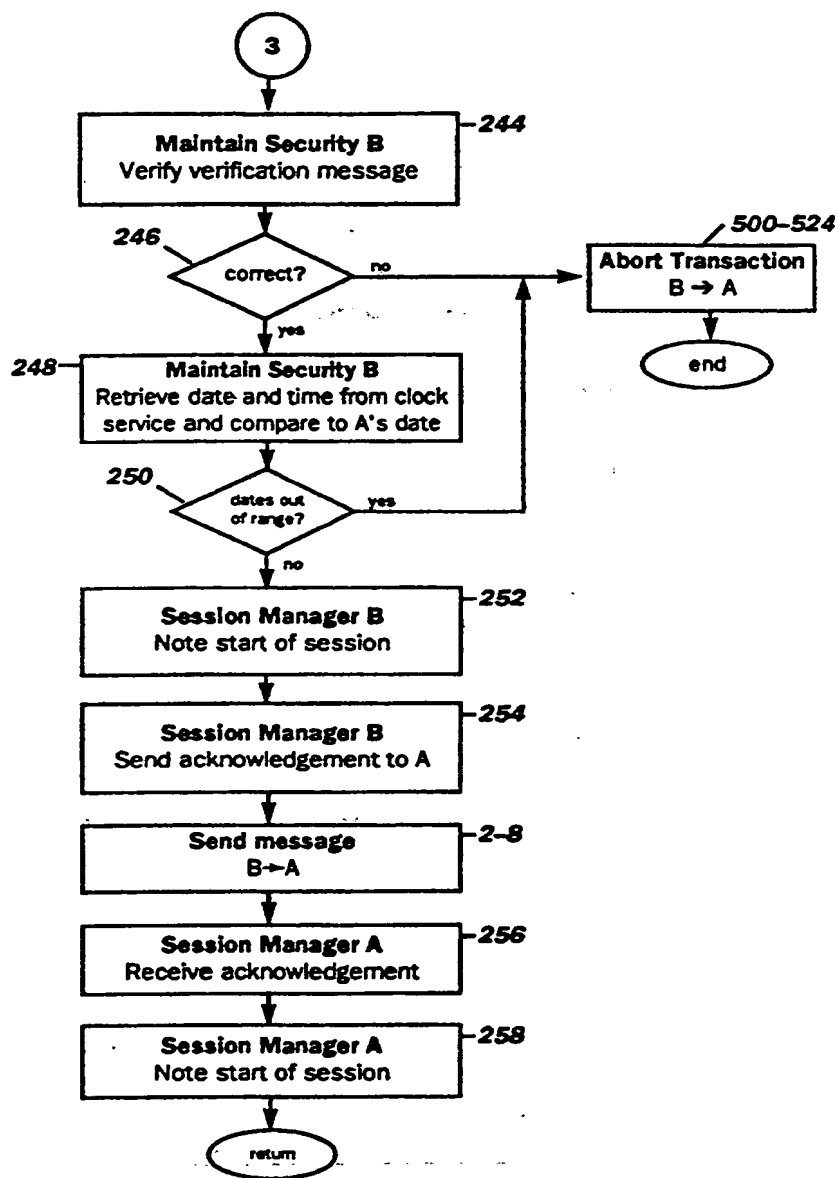 3
Maintain Security B
Verify verification message
244
246
correct?
no
yes
500-524
Abort Transaction
B → A
end
248
Maintain Security B
Retrieve date and time from clock
service and compare to A's date
250
dates out
of range?
yes
no
Session Manager B
Note start of session
252
Session Manager B
Send acknowledgement to A
254
Send message
B→A
2-8
Session Manager A
Receive acknowledgement
256
Session Manager A
Note start of session
258
return